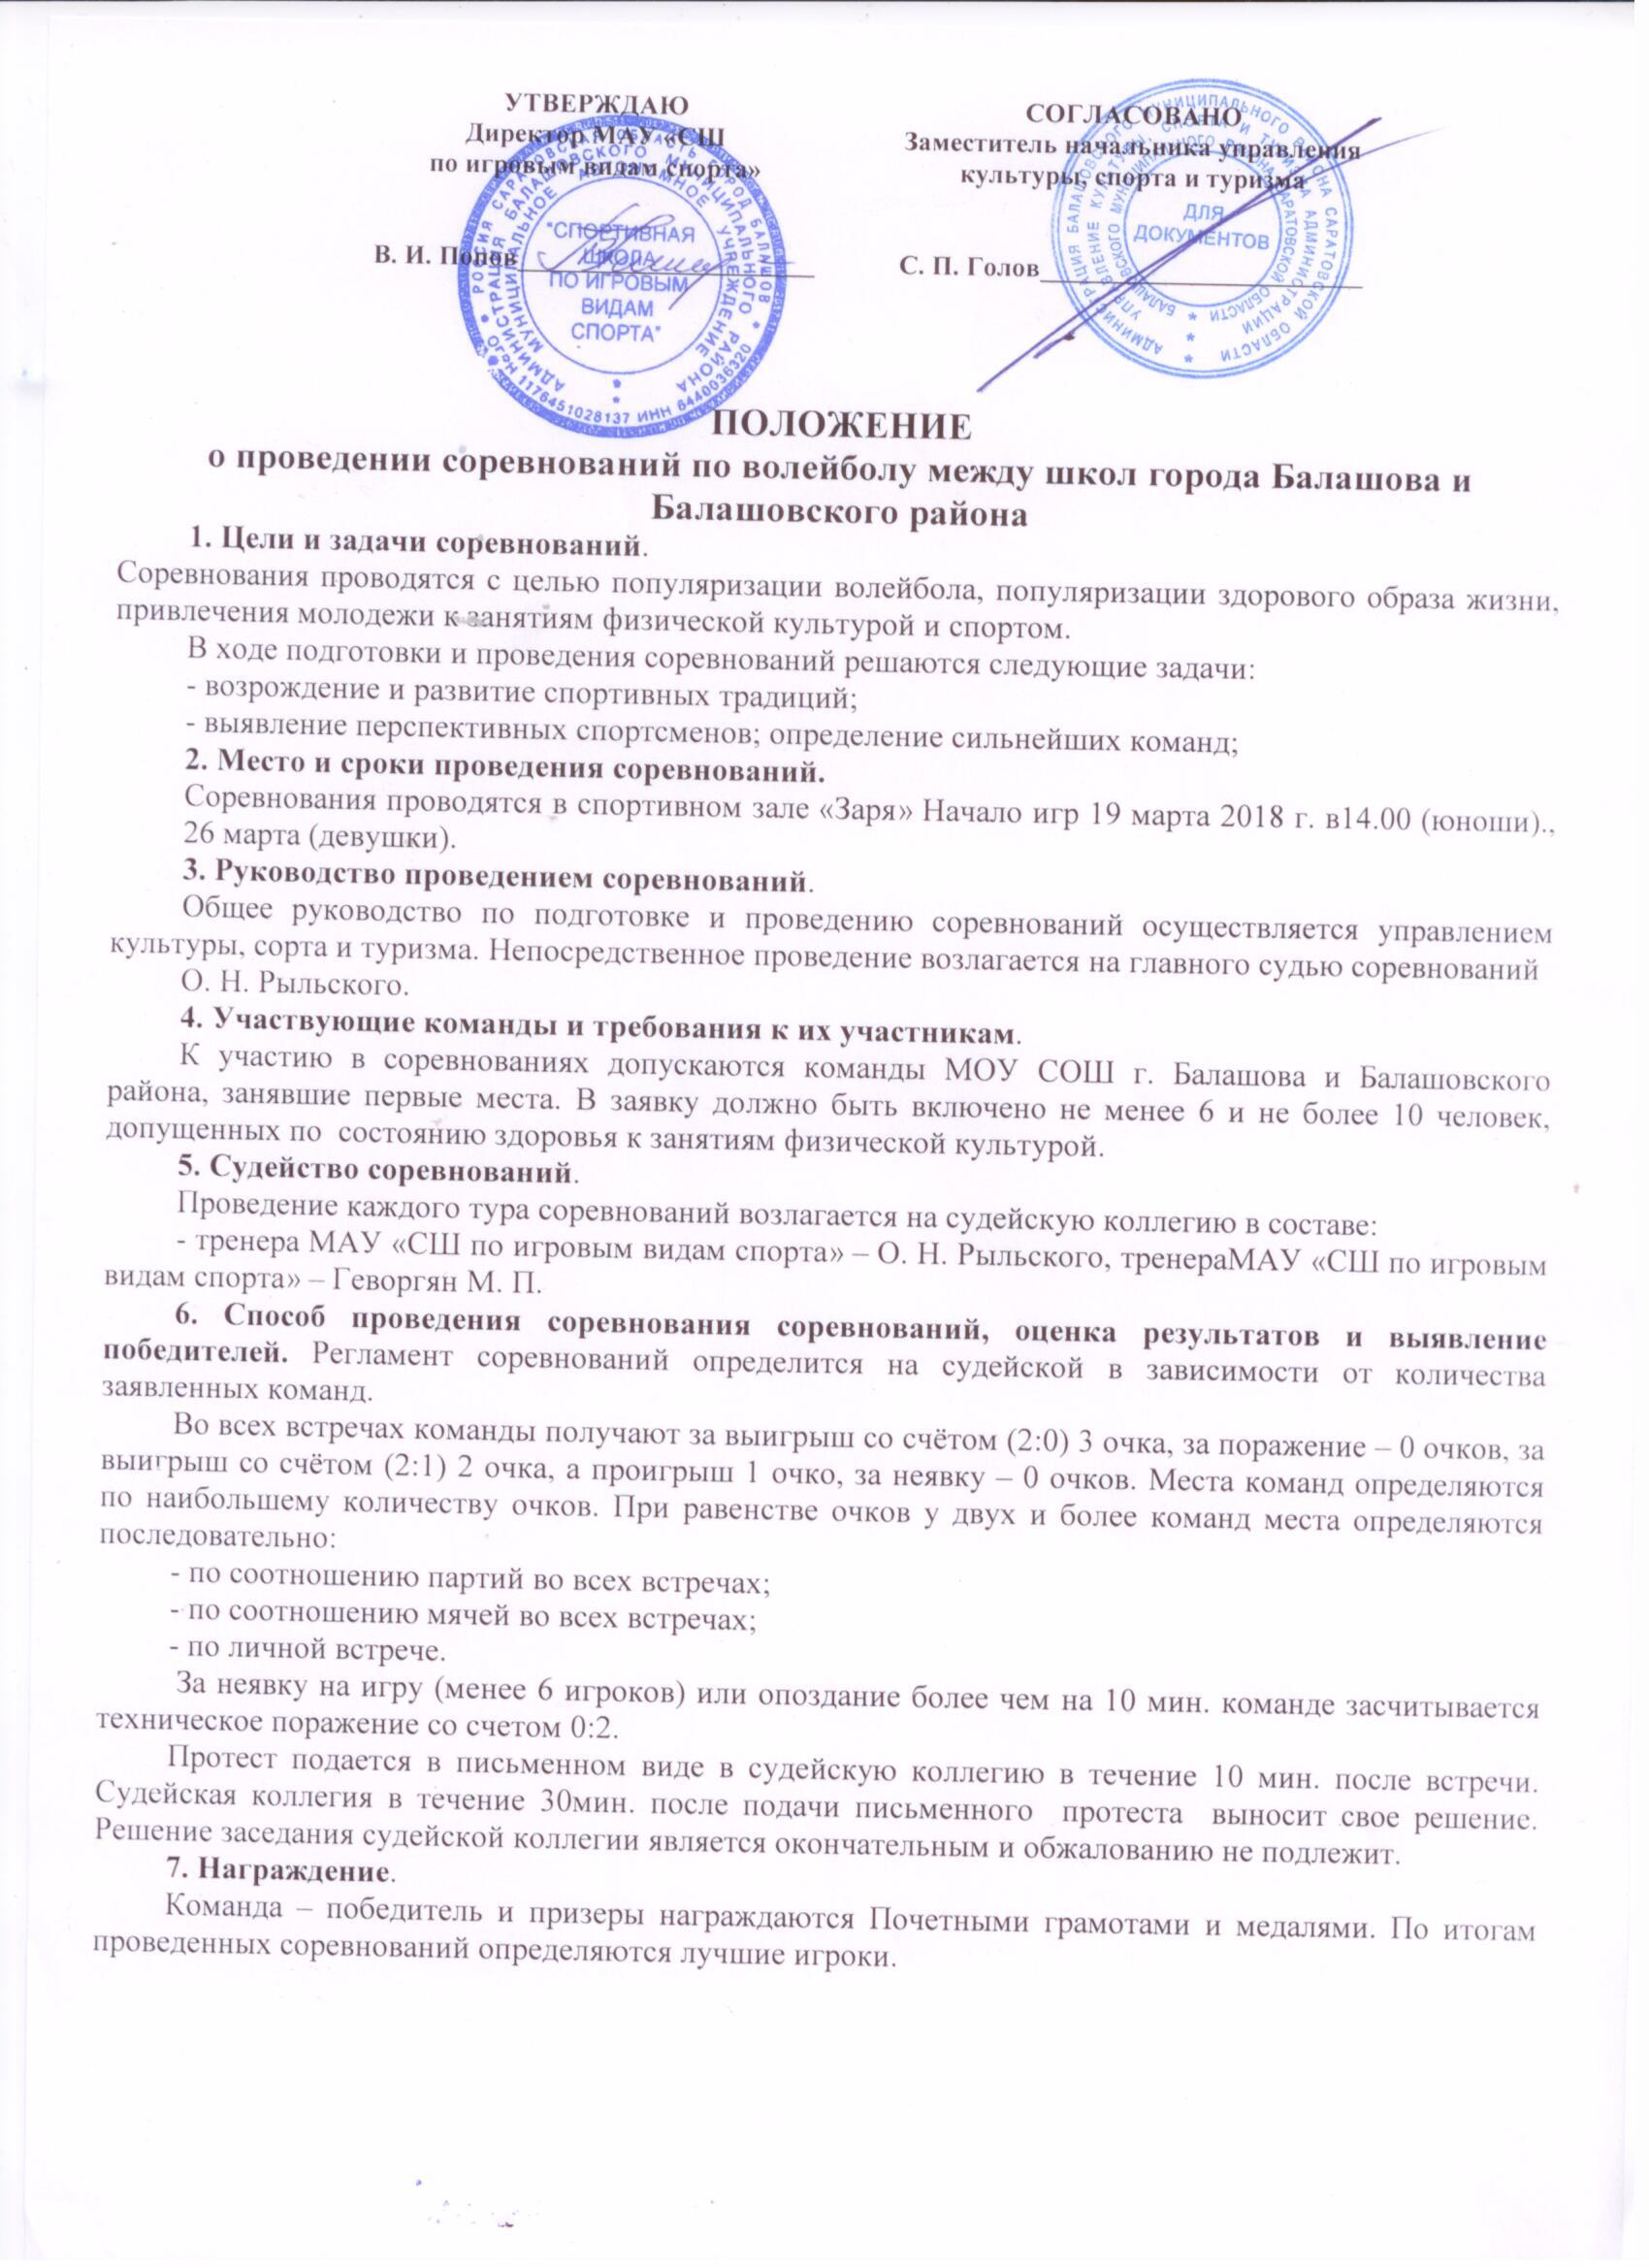 УТВЕРЖДАЮ
Директор МАУ «СШ
по игровым видам спорта»
В. И. Попов
СОГЛАСОВАНО
Заместитель начальника управления
культуры, спорта и туризма
С. П. Голов
"СПОРТИВНАЯ
ШКОЛА
ПО ИГРОВЫМ
ВИДАМ
СПОРТА"
ОГРН 1176451028137 ИНН 6440036320
ДЛЯ
ДОКУМЕНТОВ
ПОЛОЖЕНИЕ
о проведении соревнований по волейболу между школ города Балашова и
Балашовского района
1. Цели и задачи соревнований.
Соревнования проводятся с целью популяризации волейбола, популяризации здорового образа жизни,
привлечения молодежи к занятиям физической культурой и спортом.
В ходе подготовки и проведения соревнований решаются следующие задачи:
- возрождение и развитие спортивных традиций;
- выявление перспективных спортсменов; определение сильнейших команд;
2. Место и сроки проведения соревнований.
Соревнования проводятся в спортивном зале «Заря» Начало игр 19 марта 2018 г. в14.00 (юноши).,
26 марта (девушки).
3. Руководство проведением соревнований.
Общее руководство по подготовке и проведению соревнований осуществляется управлением
культуры, сорта и туризма. Непосредственное проведение возлагается на главного судью соревнований
О. Н. Рыльского.
4. Участвующие команды и требования к их участникам.
К участию в соревнованиях допускаются команды МОУ СОШ г. Балашова и Балашовского
района, занявшие первые места. В заявку должно быть включено не менее 6 и не более 10 человек,
допущенных по состоянию здоровья к занятиям физической культурой.
5. Судейство соревнований.
Проведение каждого тура соревнований возлагается на судейскую коллегию в составе:
- тренера МАУ «СШ по игровым видам спорта» – О. Н. Рыльского, тренераМАУ «СШ по игровым
видам спорта» – Геворгян М. П.
6. Способ проведения соревнования соревнований, оценка результатов и выявление
победителей. Регламент соревнований определится на судейской в зависимости от количества
заявленных команд.
Во всех встречах команды получают за выигрыш со счётом (2:0) 3 очка, за поражение – 0 очков, за
выигрыш со счётом (2:1) 2 очка, а проигрыш 1 очко, за неявку – 0 очков. Места команд определяются
по наибольшему количеству очков. При равенстве очков у двух и более команд места определяются
последовательно:
- по соотношению партий во всех встречах;
- по соотношению мячей во всех встречах;
- по личной встрече.
За неявку на игру (менее 6 игроков) или опоздание более чем на 10 мин. команде засчитывается
техническое поражение со счетом 0:2.
Протест подается в письменном виде в судейскую коллегию в течение 10 мин. после встречи.
Судейская коллегия в течение 30мин. после подачи письменного протеста выносит свое решение.
Решение заседания судейской коллегии является окончательным и обжалованию не подлежит.
7. Награждение.
Команда – победитель и призеры награждаются Почетными грамотами и медалями. По итогам
проведенных соревнований определяются лучшие игроки.